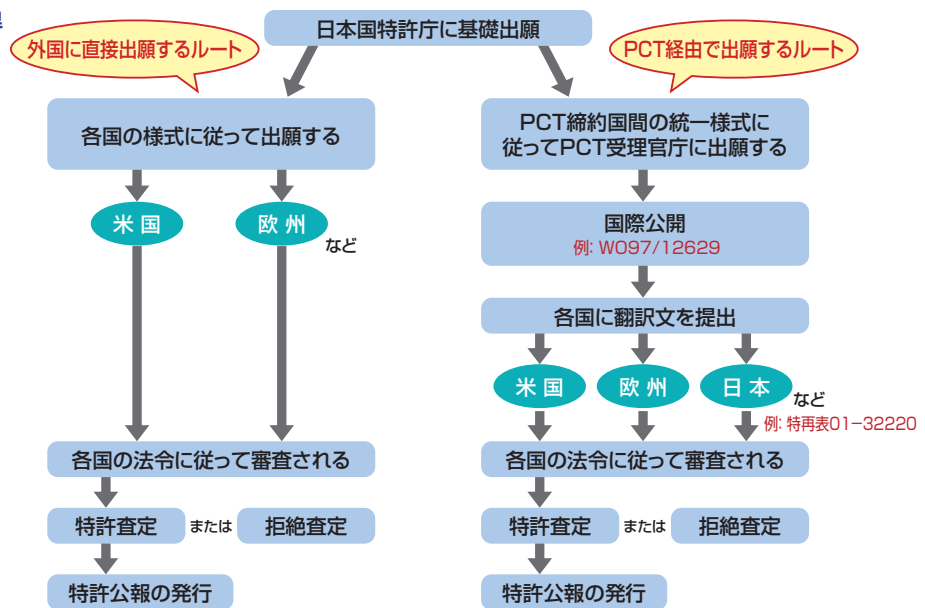 日本国特許庁に基礎出願
外国に直接出願するルート
PCT経由で出願するルート
各国の様式に従って出願する
米国
欧州
など
各国の法令に従って審査される
特許査定
または
拒絶査定
特許公報の発行
PCT締約国間の統一様式に
従ってPCT受理官庁に出願する
国際公開
例: WO97/12629
各国に翻訳文を提出
米国
欧州
日本
など
例: 特再表01-32220
各国の法令に従って審査される
特許査定
または
拒絶査定
特許公報の発行